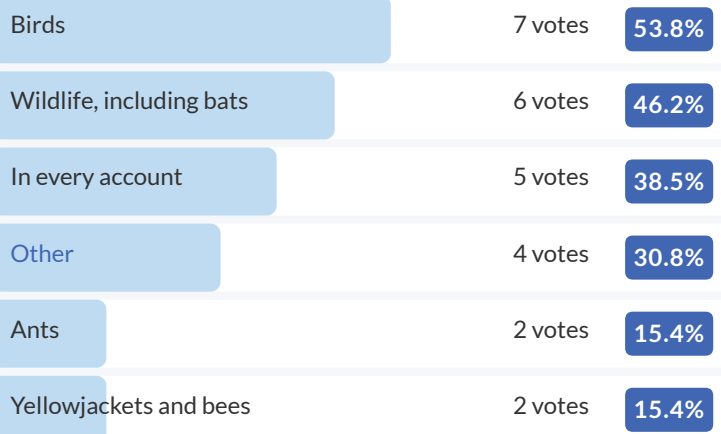 Birds 7 votes 53.8%
Wildlife, including bats 6 votes 46.2%
In every account 5 votes 38.5%
Other 4 votes 30.8%
Ants 2 votes 15.4%
Yellowjackets and bees 2 votes 15.4%